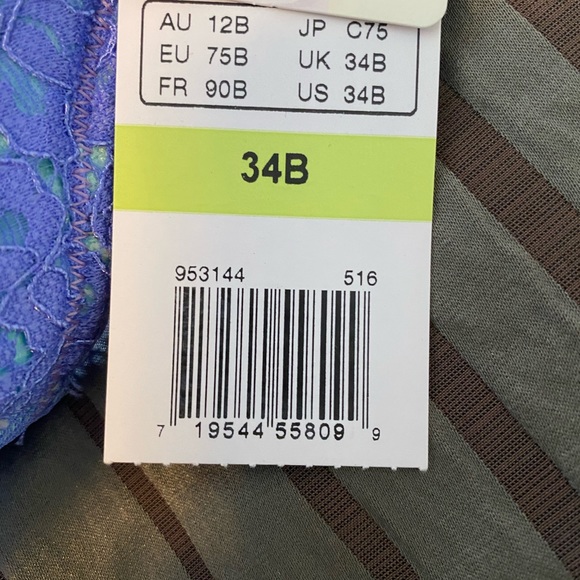 AU 12B JP C75
EU 75B UK 34B
FR 90B US 34B
34B
953144 516
7 19544 55809 9